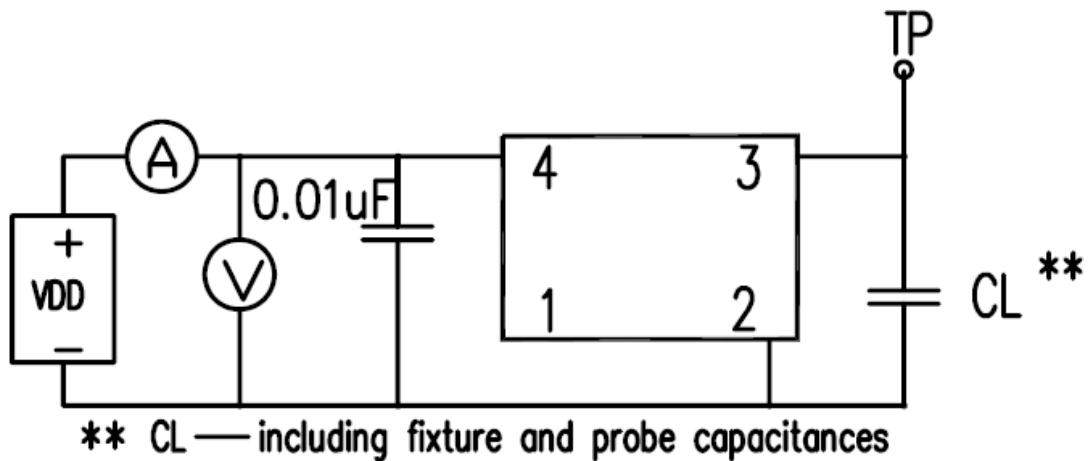 TP
A
4 3
0.01uF
+
VDD
V
−
1 2
CL **
** CL — including fixture and probe capacitances